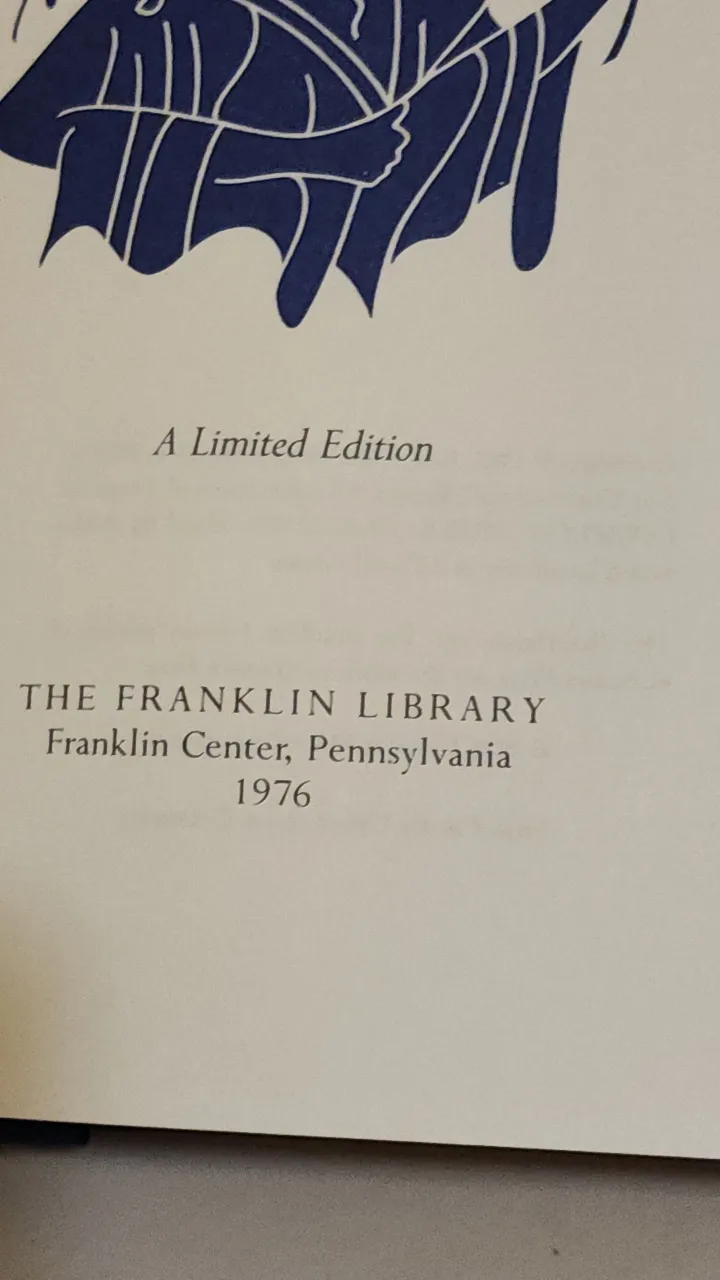 A Limited Edition
THE FRANKLIN LIBRARY
Franklin Center, Pennsylvania
1976